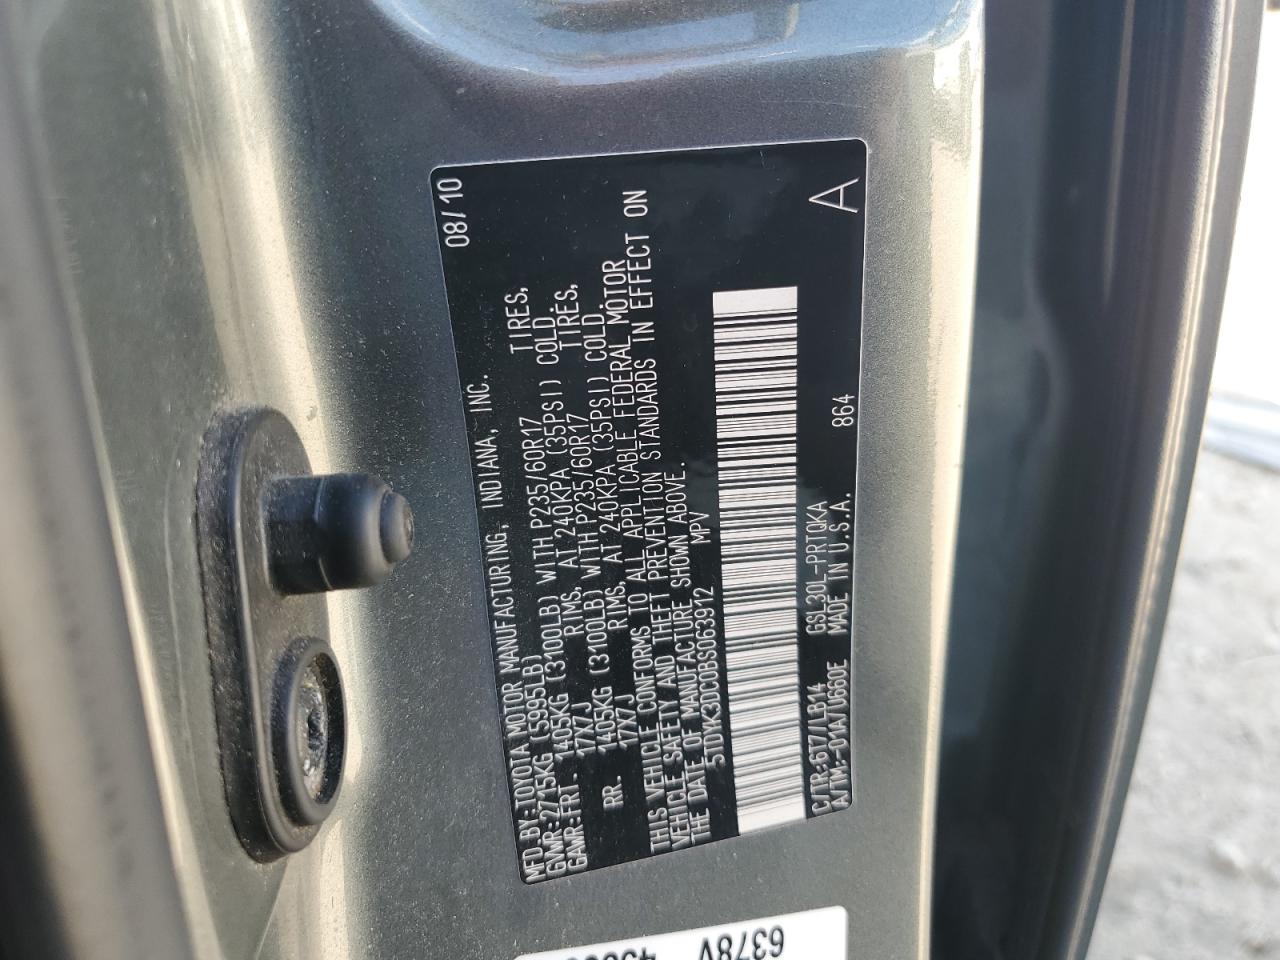 MFD.BY:TOYOTA MOTOR MANUFACTURING, INDIANA, INC. 08/10
GVWR:2715KG (5995LB)
GAWR:FRT. 1405KG (3100LB) WITH P235/60R17 TIRES,
17X7J RIMS, AT 240KPA (35PSI) COLD.
RR. 1405KG (3100LB) WITH P235/60R17 TIRES,
17X7J RIMS, AT 240KPA (35PSI) COLD.
THIS VEHICLE CONFORMS TO ALL APPLICABLE FEDERAL MOTOR
VEHICLE SAFETY AND THEFT PREVENTION STANDARDS IN EFFECT ON
THE DATE OF MANUFACTURE SHOWN ABOVE.
5TDYK3DC0BS063912 MPV
C/TR:6T7/LB14 GSL30L-PRTQKA 864
A/TM:-01A/U660E MADE IN U.S.A. A
6378V